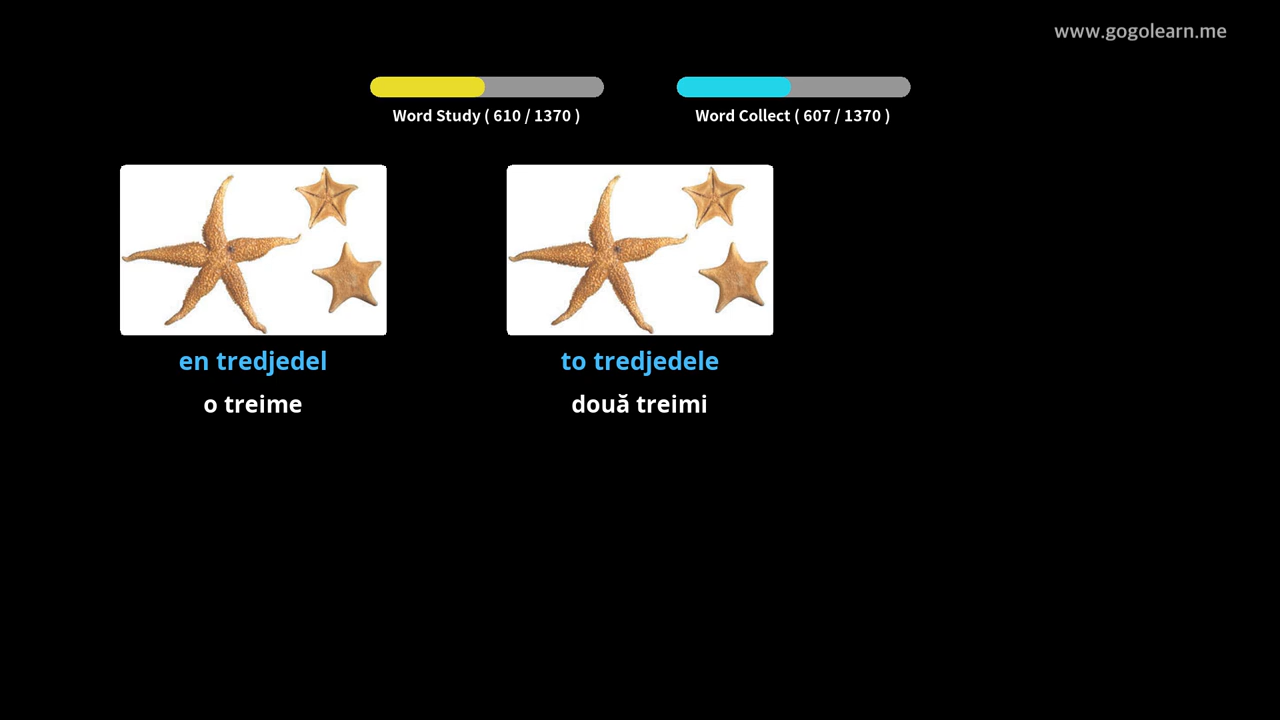 www.gogolearn.me
Word Study ( 610 / 1370 )
Word Collect ( 607 / 1370 )
en tredjedel
o treime
to tredjedele
două treimi